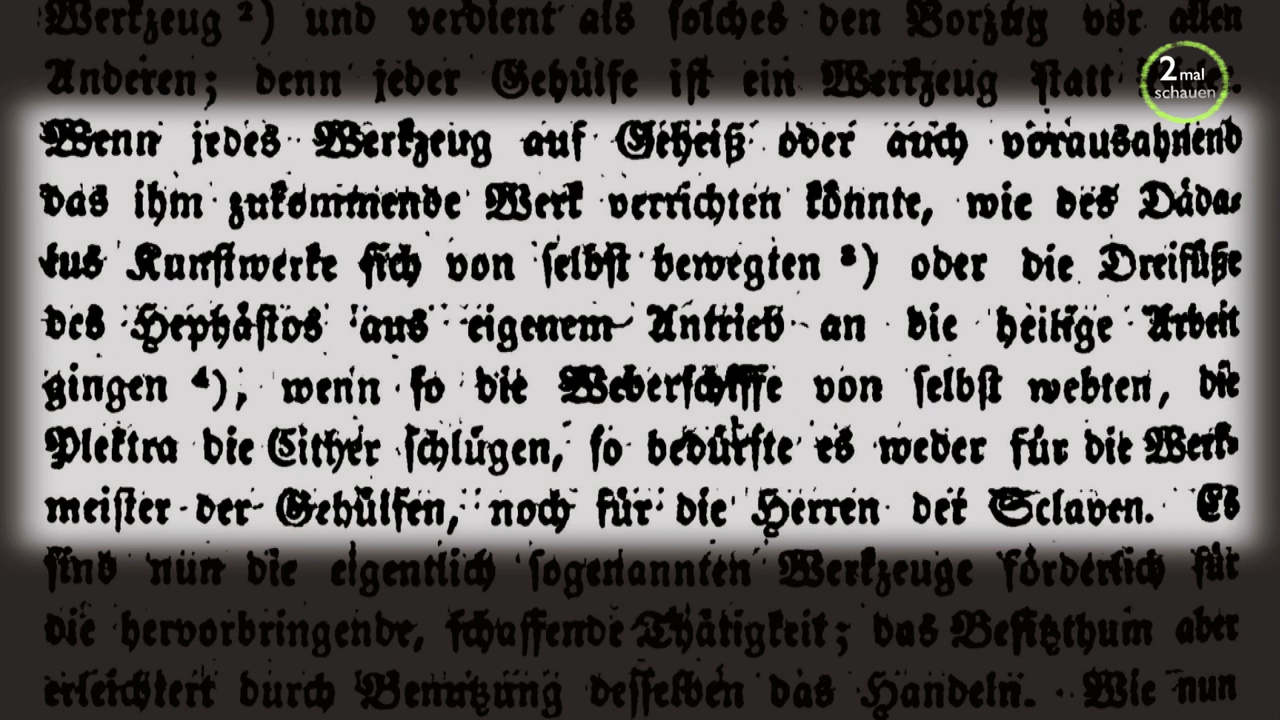 Werkzeug ²) und verdient als solches den Vorzug vor allen
Anderen; denn jeder Gehülfe ist ein Werkzeug statt
2 mal
schauen
Wenn jedes Werkzeug auf Geheiß oder auch vorausahnend
das ihm zukommende Werk verrichten könnte, wie des Däda-
lus Kunstwerke sich von selbst bewegten ³) oder die Dreifüße
des Hephästos aus eigenem Antrieb an die heilige Arbeit
gingen ⁴), wenn so die Weberschiffe von selbst webten, die
Plektra die Cither schlügen, so bedürfte es weder für die Werk-
meister der Gehülfen, noch für die Herren der Sclaven. Es
sind nun die eigentlich sogenannten Werkzeuge förderlich für
die hervorbringende, schaffende Thätigkeit; das Besitzthum aber
erleichtert durch Benutzung desselben das Handeln. Wie nun